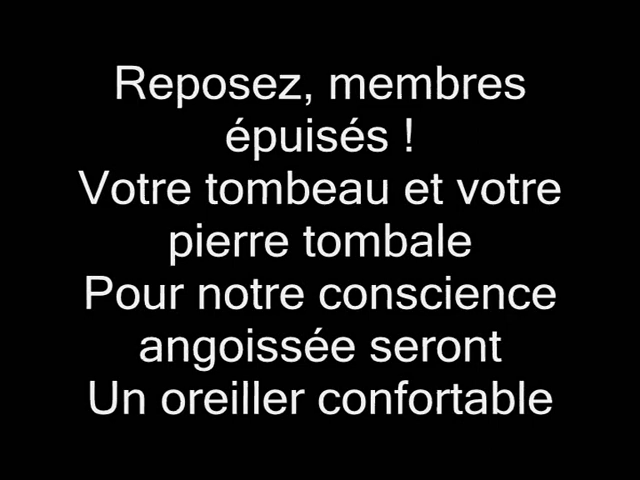 Reposez, membres
épuisés !
Votre tombeau et votre
pierre tombale
Pour notre conscience
angoissée seront
Un oreiller confortable